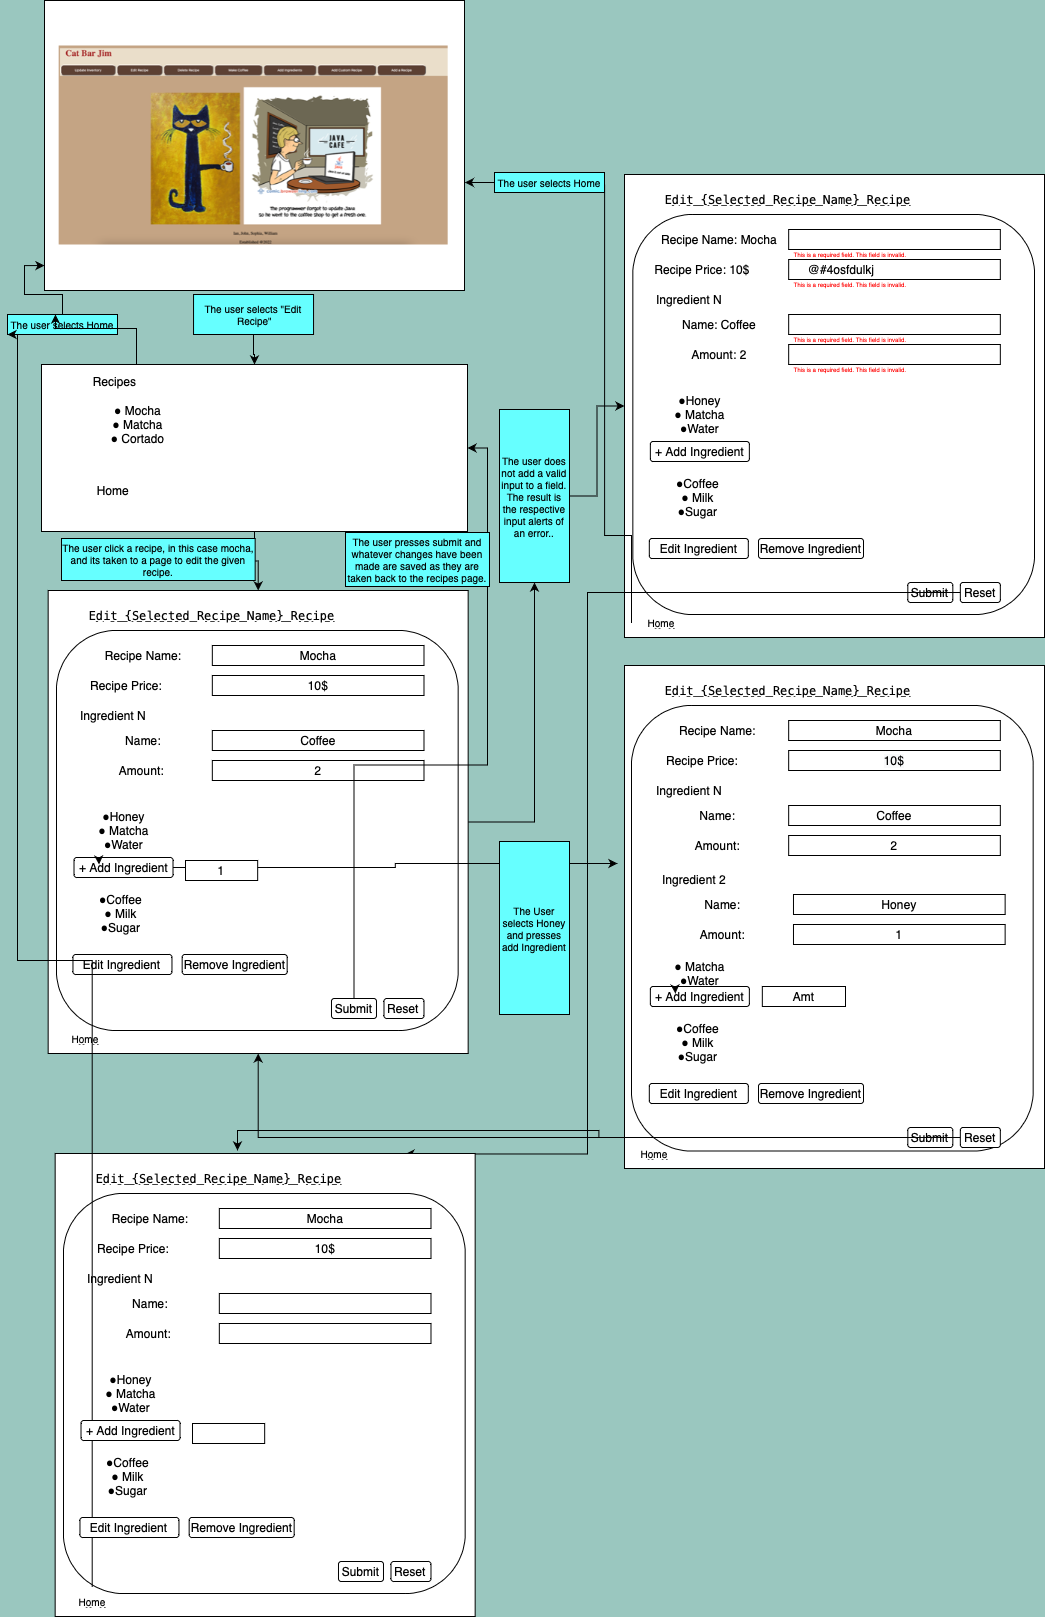 Cat Bar Jim
Update Inventory
Edit Recipe
Delete Recipe
Make Coffee
Add Ingredients
Add Custom Recipe
Add a Recipe
JAVA
CAFE
The programmer forgot to update Java
So he went to the coffee shop to get a fresh one.
The user selects Home
The user selects "Edit
Recipe"
The user selects Home
Recipes
● Mocha
● Matcha
● Cortado
Home
The user click a recipe, in this case mocha,
and its taken to a page to edit the given
recipe.
The user presses submit and
whatever changes have been
made are saved as they are
taken back to the recipes page.
The user does
not add a valid
input to a field.
The result is
the respective
input alerts of
an error..
Edit_{Selected_Recipe_Name}_Recipe
Recipe Name: Mocha
This is a required field. This field is invalid.
Recipe Price: 10$
@#4osfdulkj
This is a required field. This field is invalid.
Ingredient N
Name: Coffee
This is a required field. This field is invalid.
Amount: 2
This is a required field. This field is invalid.
●Honey
● Matcha
●Water
+ Add Ingredient
●Coffee
● Milk
●Sugar
Edit Ingredient
Remove Ingredient
Submit
Reset
Home
Edit_{Selected_Recipe_Name}_Recipe
Recipe Name:
Mocha
Recipe Price:
10$
Ingredient N
Name:
Coffee
Amount:
2
●Honey
● Matcha
●Water
+ Add Ingredient
1
●Coffee
● Milk
●Sugar
Edit Ingredient
Remove Ingredient
Submit
Reset
Home
The User
selects Honey
and presses
add Ingredient
Edit_{Selected_Recipe_Name}_Recipe
Recipe Name:
Mocha
Recipe Price:
10$
Ingredient N
Name:
Coffee
Amount:
2
Ingredient 2
Name:
Honey
Amount:
1
● Matcha
●Water
+ Add Ingredient
Amt
●Coffee
● Milk
●Sugar
Edit Ingredient
Remove Ingredient
Submit
Reset
Home
Edit_{Selected_Recipe_Name}_Recipe
Recipe Name:
Mocha
Recipe Price:
10$
Ingredient N
Name:
Amount:
●Honey
● Matcha
●Water
+ Add Ingredient
●Coffee
● Milk
●Sugar
Edit Ingredient
Remove Ingredient
Submit
Reset
Home